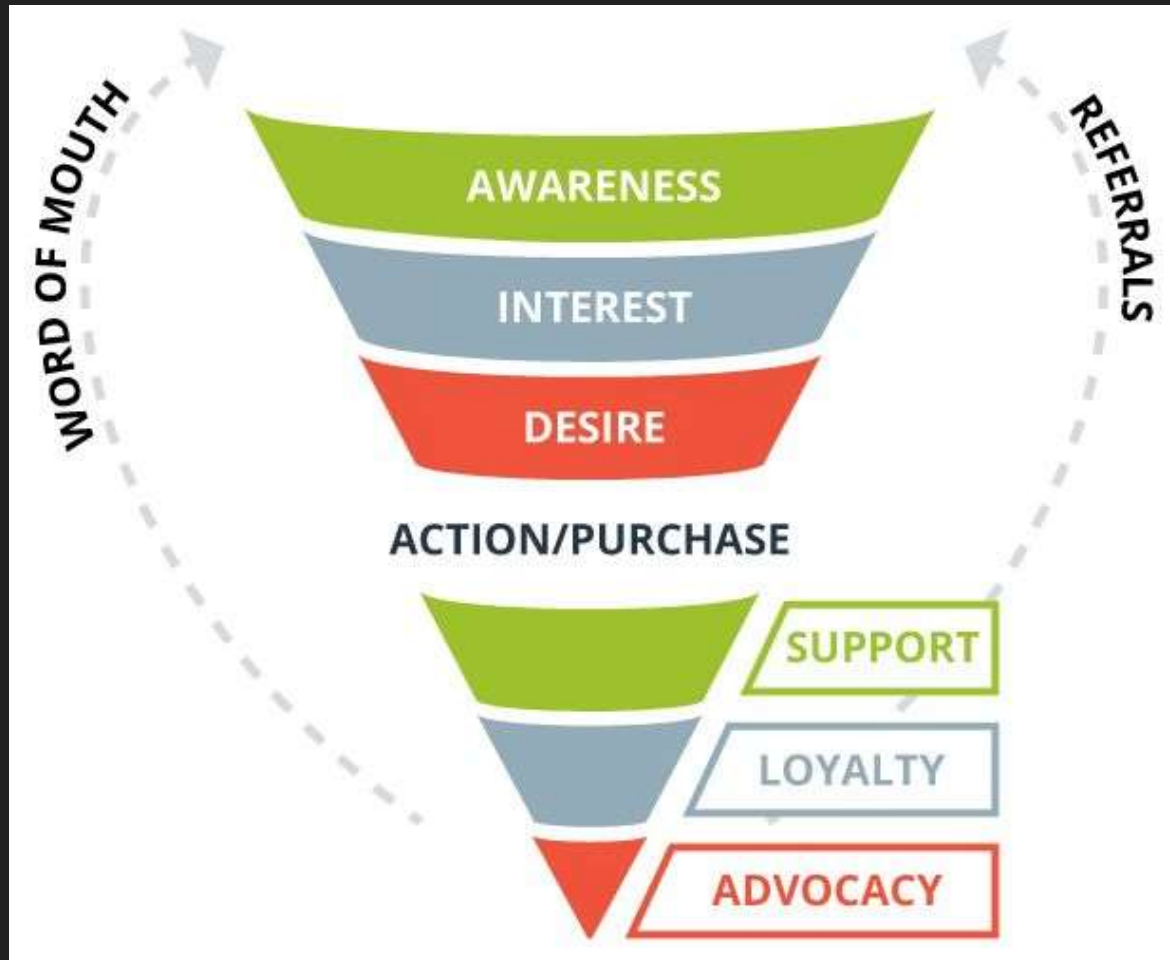 WORD OF MOUTH
REFERRALS
AWARENESS
INTEREST
DESIRE
ACTION/PURCHASE
SUPPORT
LOYALTY
ADVOCACY